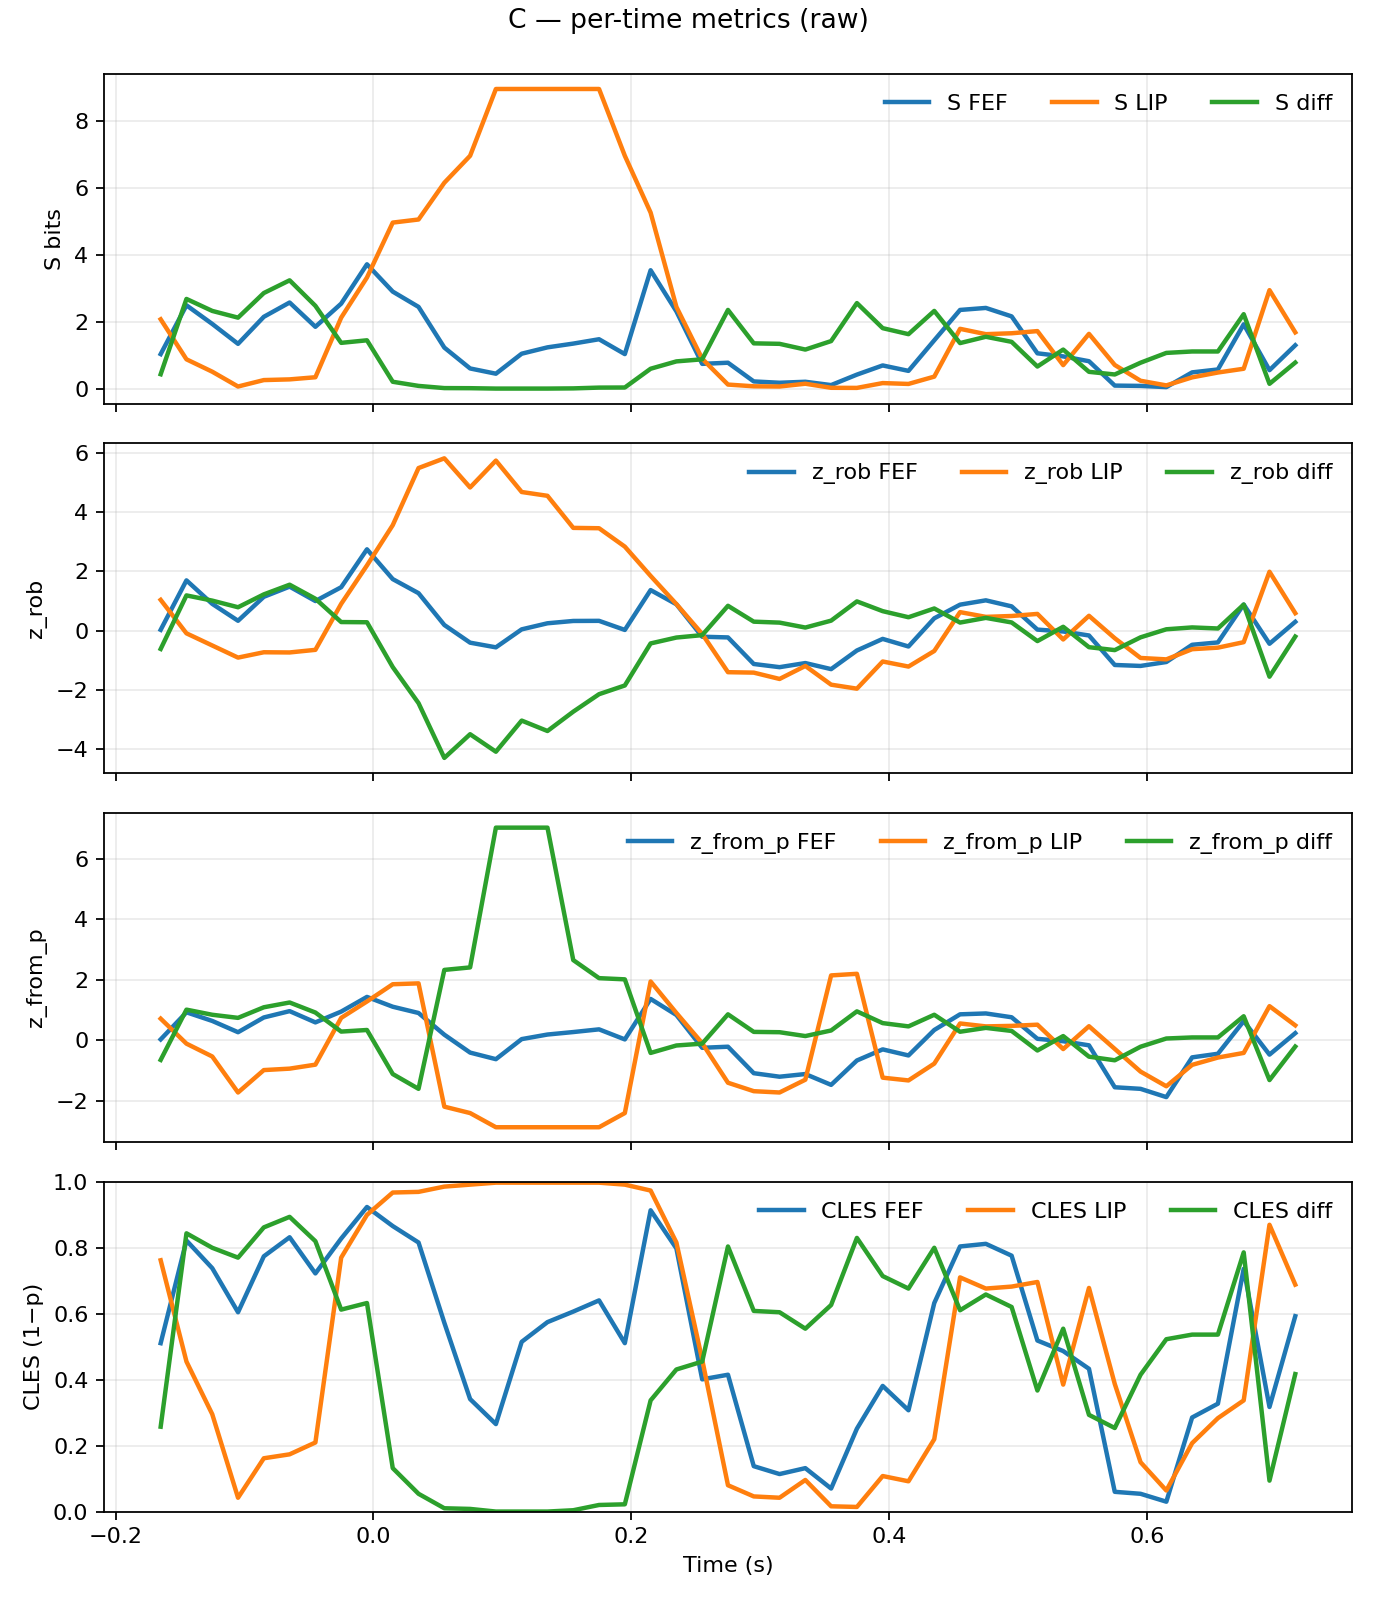 C — per-time metrics (raw)
S FEF S LIP S diff
8
6
4
2
0
S bits
z_rob FEF z_rob LIP z_rob diff
6
4
2
0
−2
−4
z_rob
z_from_p FEF z_from_p LIP z_from_p diff
6
4
2
0
−2
z_from_p
CLES FEF CLES LIP CLES diff
1.0
0.8
0.6
0.4
0.2
0.0
CLES (1−p)
−0.2 0.0 0.2 0.4 0.6
Time (s)